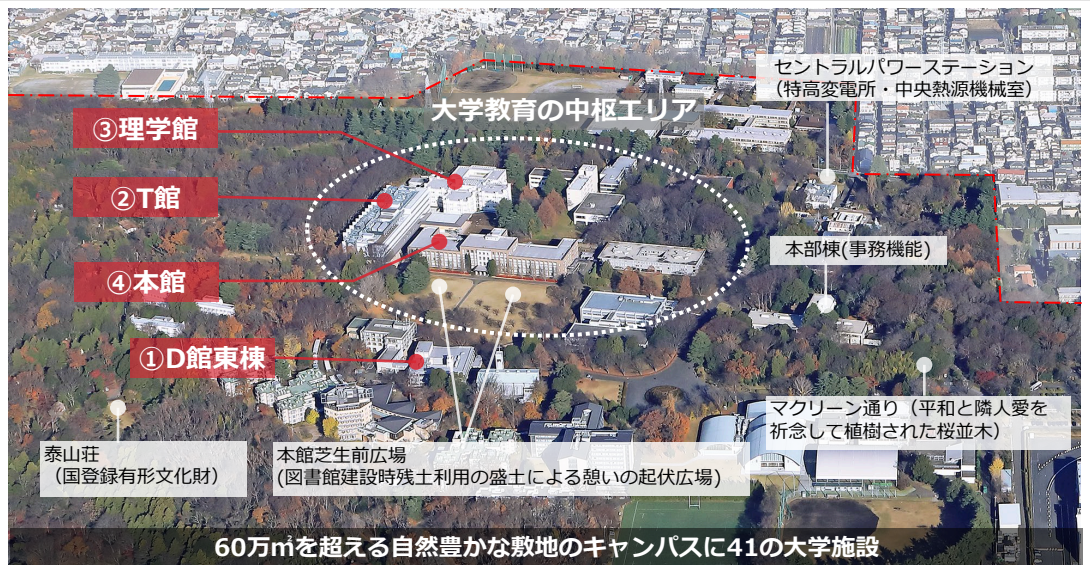 セントラルパワーステーション
（特高変電所・中央熱源機械室）
大学教育の中枢エリア
③理学館
②T館
④本館
①D館東棟
本部棟(事務機能)
マクリーン通り（平和と隣人愛を
祈念して植樹された桜並木）
泰山荘
（国登録有形文化財）
本館芝生前広場
(図書館建設時残土利用の盛土による憩いの起伏広場)
60万㎡を超える自然豊かな敷地のキャンパスに41の大学施設